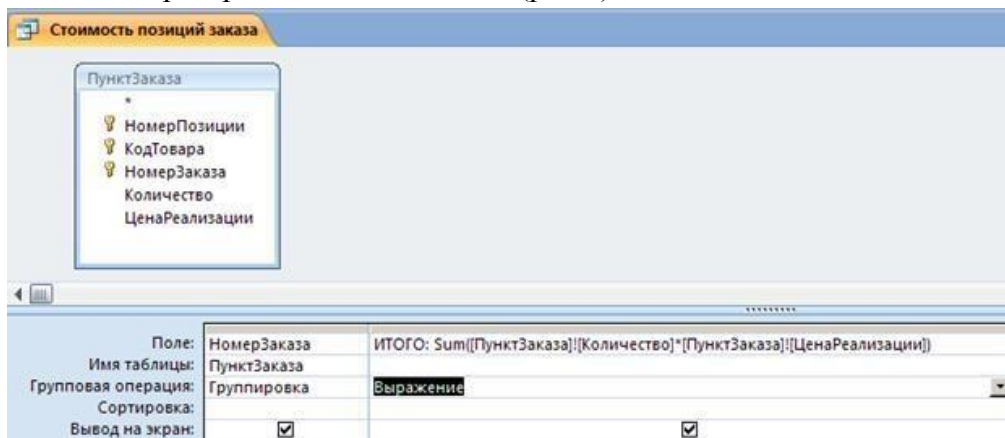 Стоимость позиций заказа
ПунктЗаказа
*
НомерПозиции
КодТовара
НомерЗаказа
Количество
ЦенаРеализации
Поле: НомерЗаказа ИТОГО: Sum([ПунктЗаказа]![Количество]*[ПунктЗаказа]![ЦенаРеализации])
Имя таблицы: ПунктЗаказа
Групповая операция: Группировка Выражение
Сортировка:
Вывод на экран: